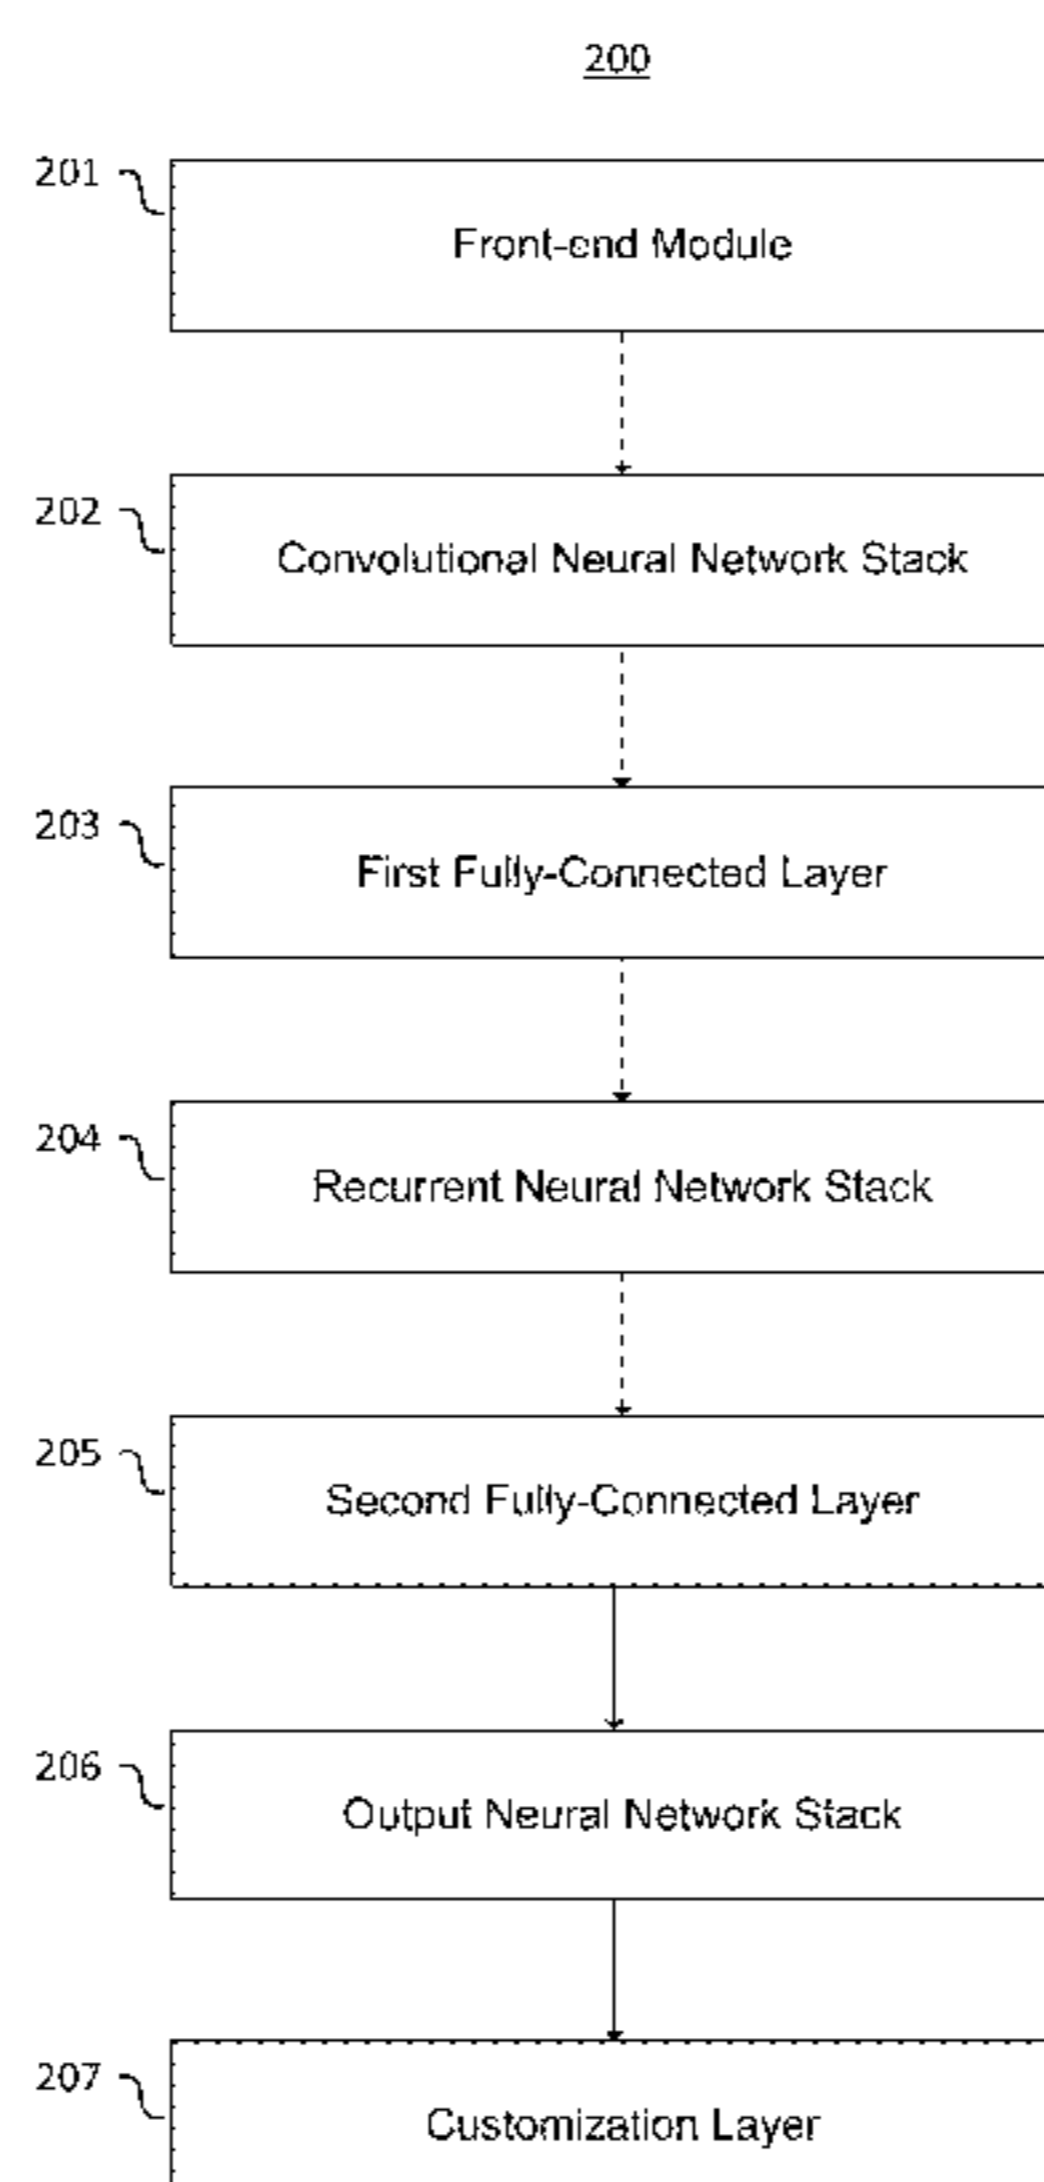 200
201
Front-end Module
202
Convolutional Neural Network Stack
203
First Fully-Connected Layer
204
Recurrent Neural Network Stack
205
Second Fully-Connected Layer
206
Output Neural Network Stack
207
Customization Layer